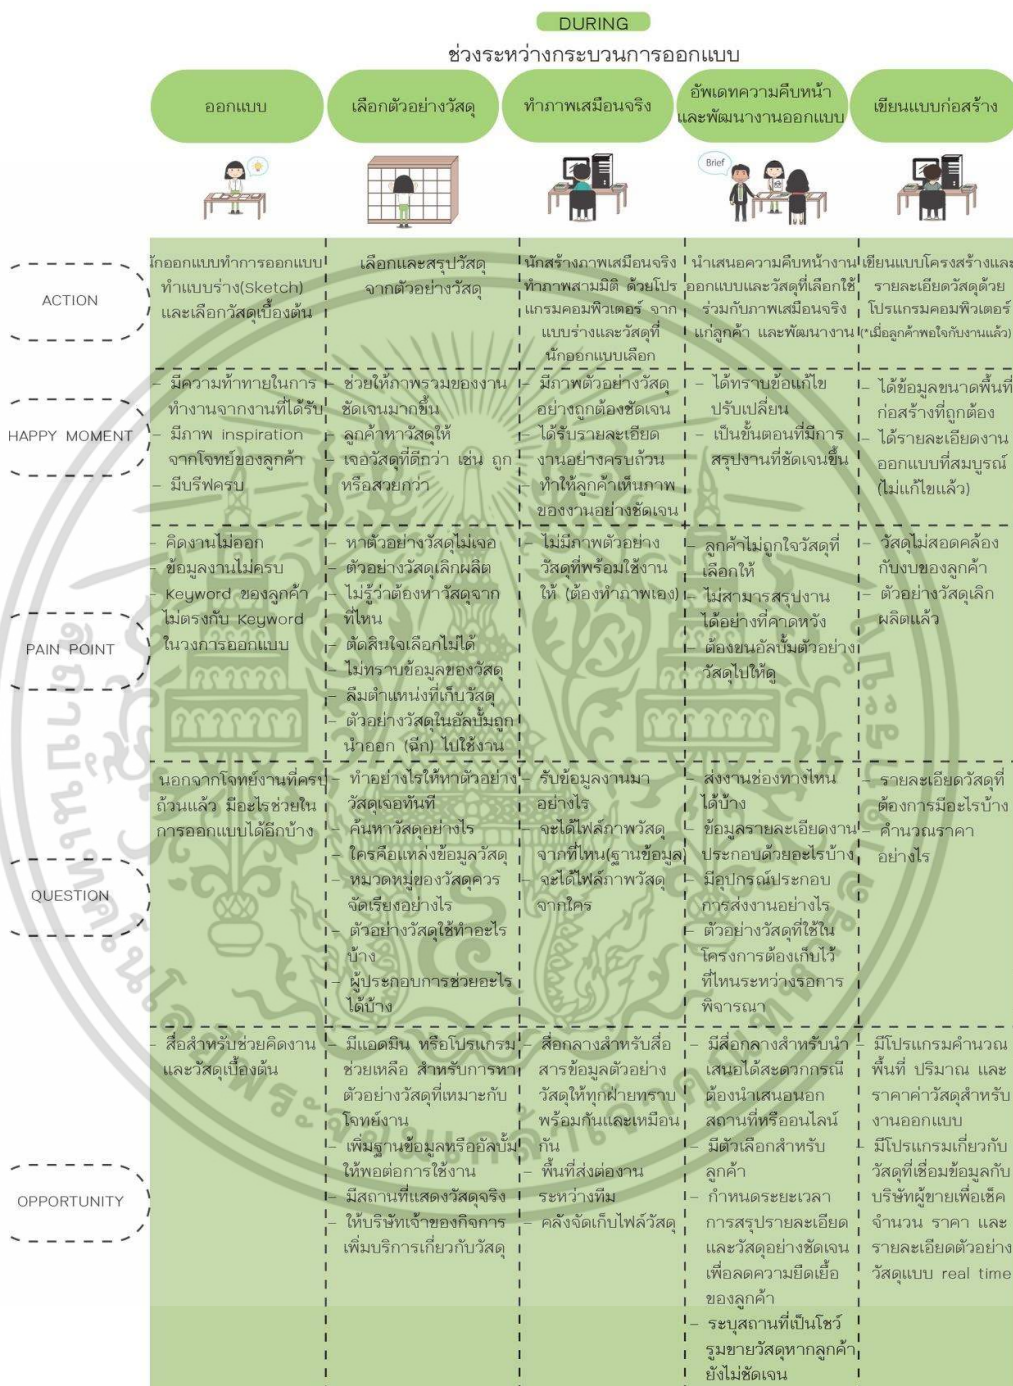 DURING
ช่วงระหว่างกระบวนการออกแบบ
ออกแบบ
เลือกตัวอย่างวัสดุ
ทำภาพเสมือนจริง
อัพเดทความคืบหน้า
และพัฒนางานออกแบบ
เขียนแบบก่อสร้าง
Brief
ACTION
นักออกแบบทำการออกแบบ
ทำแบบร่าง(Sketch)
และเลือกวัสดุเบื้องต้น
เลือกและสรุปวัสดุ
จากตัวอย่างวัสดุ
นักสร้างภาพเสมือนจริง
ทำภาพสามมิติ ด้วยโปร
แกรมคอมพิวเตอร์ จาก
แบบร่างและวัสดุที่
นักออกแบบเลือก
นำเสนอความคืบหน้างาน
ออกแบบและวัสดุที่เลือกใช้
ร่วมกับภาพเสมือนจริง
แก่ลูกค้า และพัฒนางาน
เขียนแบบโครงสร้างและ
รายละเอียดวัสดุด้วย
โปรแกรมคอมพิวเตอร์
(*เมื่อลูกค้าพอใจกับงานแล้ว)
HAPPY MOMENT
- มีความท้าทายในการ
ทำงานจากงานที่ได้รับ
- มีภาพ inspiration
จากโจทย์ของลูกค้า
- มีบรีฟครบ
- ช่วยให้ภาพรวมของงาน
ชัดเจนมากขึ้น
- ลูกค้าหาวัสดุให้
- เจอวัสดุที่ดีกว่า เช่น ถูก
หรือสวยกว่า
- มีภาพตัวอย่างวัสดุ
อย่างถูกต้องชัดเจน
- ได้รับรายละเอียด
งานอย่างครบถ้วน
- ทำให้ลูกค้าเห็นภาพ
ของงานอย่างชัดเจน
- ได้ทราบข้อแก้ไข
ปรับเปลี่ยน
- เป็นขั้นตอนที่มีการ
สรุปงานที่ชัดเจนขึ้น
- ได้ข้อมูลขนาดพื้นที่
ก่อสร้างที่ถูกต้อง
- ได้รายละเอียดงาน
ออกแบบที่สมบูรณ์
(ไม่แก้ไขแล้ว)
PAIN POINT
- คิดงานไม่ออก
- ข้อมูลงานไม่ครบ
- Keyword ของลูกค้า
ไม่ตรงกับ Keyword
ในวงการออกแบบ
- หาตัวอย่างวัสดุไม่เจอ
- ตัวอย่างวัสดุเลิกผลิต
- ไม่รู้ว่าต้องหาวัสดุจาก
ที่ไหน
- ตัดสินใจเลือกไม่ได้
- ไม่ทราบข้อมูลของวัสดุ
- ลืมตำแหน่งที่เก็บวัสดุ
- ตัวอย่างวัสดุในอัลบั้มถูก
นำออก (ฉีก) ไปใช้งาน
- ไม่มีภาพตัวอย่าง
วัสดุที่พร้อมใช้งาน
ให้ (ต้องทำภาพเอง)
- ลูกค้าไม่ถูกใจวัสดุที่
เลือกให้
- ไม่สามารสรุปงาน
ได้อย่างที่คาดหวัง
- ต้องขนอัลบั้มตัวอย่าง
วัสดุไปให้ดู
- วัสดุไม่สอดคล้อง
กับงบของลูกค้า
- ตัวอย่างวัสดุเลิก
ผลิตแล้ว
QUESTION
นอกจากโจทย์งานที่ครบ
ถ้วนแล้ว มีอะไรช่วยใน
การออกแบบได้อีกบ้าง
- ทำอย่างไรให้หาตัวอย่าง
วัสดุเจอทันที
- ค้นหาวัสดุอย่างไร
- ใครคือแหล่งข้อมูลวัสดุ
- หมวดหมู่ของวัสดุควร
จัดเรียงอย่างไร
- ตัวอย่างวัสดุใช้ทำอะไร
บ้าง
- ผู้ประกอบการช่วยอะไร
ได้บ้าง
- รับข้อมูลงานมา
อย่างไร
- จะได้ไฟล์ภาพวัสดุ
จากที่ไหน(ฐานข้อมูล)
- จะได้ไฟล์ภาพวัสดุ
จากใคร
- ส่งงานช่องทางไหน
ได้บ้าง
- ข้อมูลรายละเอียดงาน
ประกอบด้วยอะไรบ้าง
- มีอุปกรณ์ประกอบ
การส่งงานอย่างไร
- ตัวอย่างวัสดุที่ใช้ใน
โครงการต้องเก็บไว้
ที่ไหนระหว่างรอการ
พิจารณา
- รายละเอียดวัสดุที่
ต้องการมีอะไรบ้าง
- คำนวณราคา
อย่างไร
OPPORTUNITY
- สื่อสำหรับช่วยคิดงาน
และวัสดุเบื้องต้น
- มีแอดมิน หรือโปรแกรม
ช่วยเหลือ สำหรับการหา
ตัวอย่างวัสดุที่เหมาะกับ
โจทย์งาน
- เพิ่มฐานข้อมูลหรืออัลบั้ม
ให้พอต่อการใช้งาน
- มีสถานที่แสดงวัสดุจริง
- ให้บริษัทเจ้าของกิจการ
เพิ่มบริการเกี่ยวกับวัสดุ
- สื่อกลางสำหรับสื่อ
สารข้อมูลตัวอย่าง
วัสดุให้ทุกฝ่ายทราบ
พร้อมกันและเหมือน
กัน
- พื้นที่ส่งต่องาน
ระหว่างทีม
- คลังจัดเก็บไฟล์วัสดุ
- มีสื่อกลางสำหรับนำ
เสนอได้สะดวกกรณี
ต้องนำเสนอนอก
สถานที่หรือออนไลน์
- มีตัวเลือกสำหรับ
ลูกค้า
- กำหนดระยะเวลา
การสรุปรายละเอียด
และวัสดุอย่างชัดเจน
เพื่อลดความยืดเยื้อ
ของลูกค้า
- ระบุสถานที่เป็นโชว์
รูมขายวัสดุหากลูกค้า
ยังไม่ชัดเจน
- มีโปรแกรมคำนวณ
พื้นที่ ปริมาณ และ
ราคาค่าวัสดุสำหรับ
งานออกแบบ
- มีโปรแกรมเกี่ยวกับ
วัสดุที่เชื่อมข้อมูลกับ
บริษัทผู้ขายเพื่อเช็ค
จำนวน ราคา และ
รายละเอียดตัวอย่าง
วัสดุแบบ real time